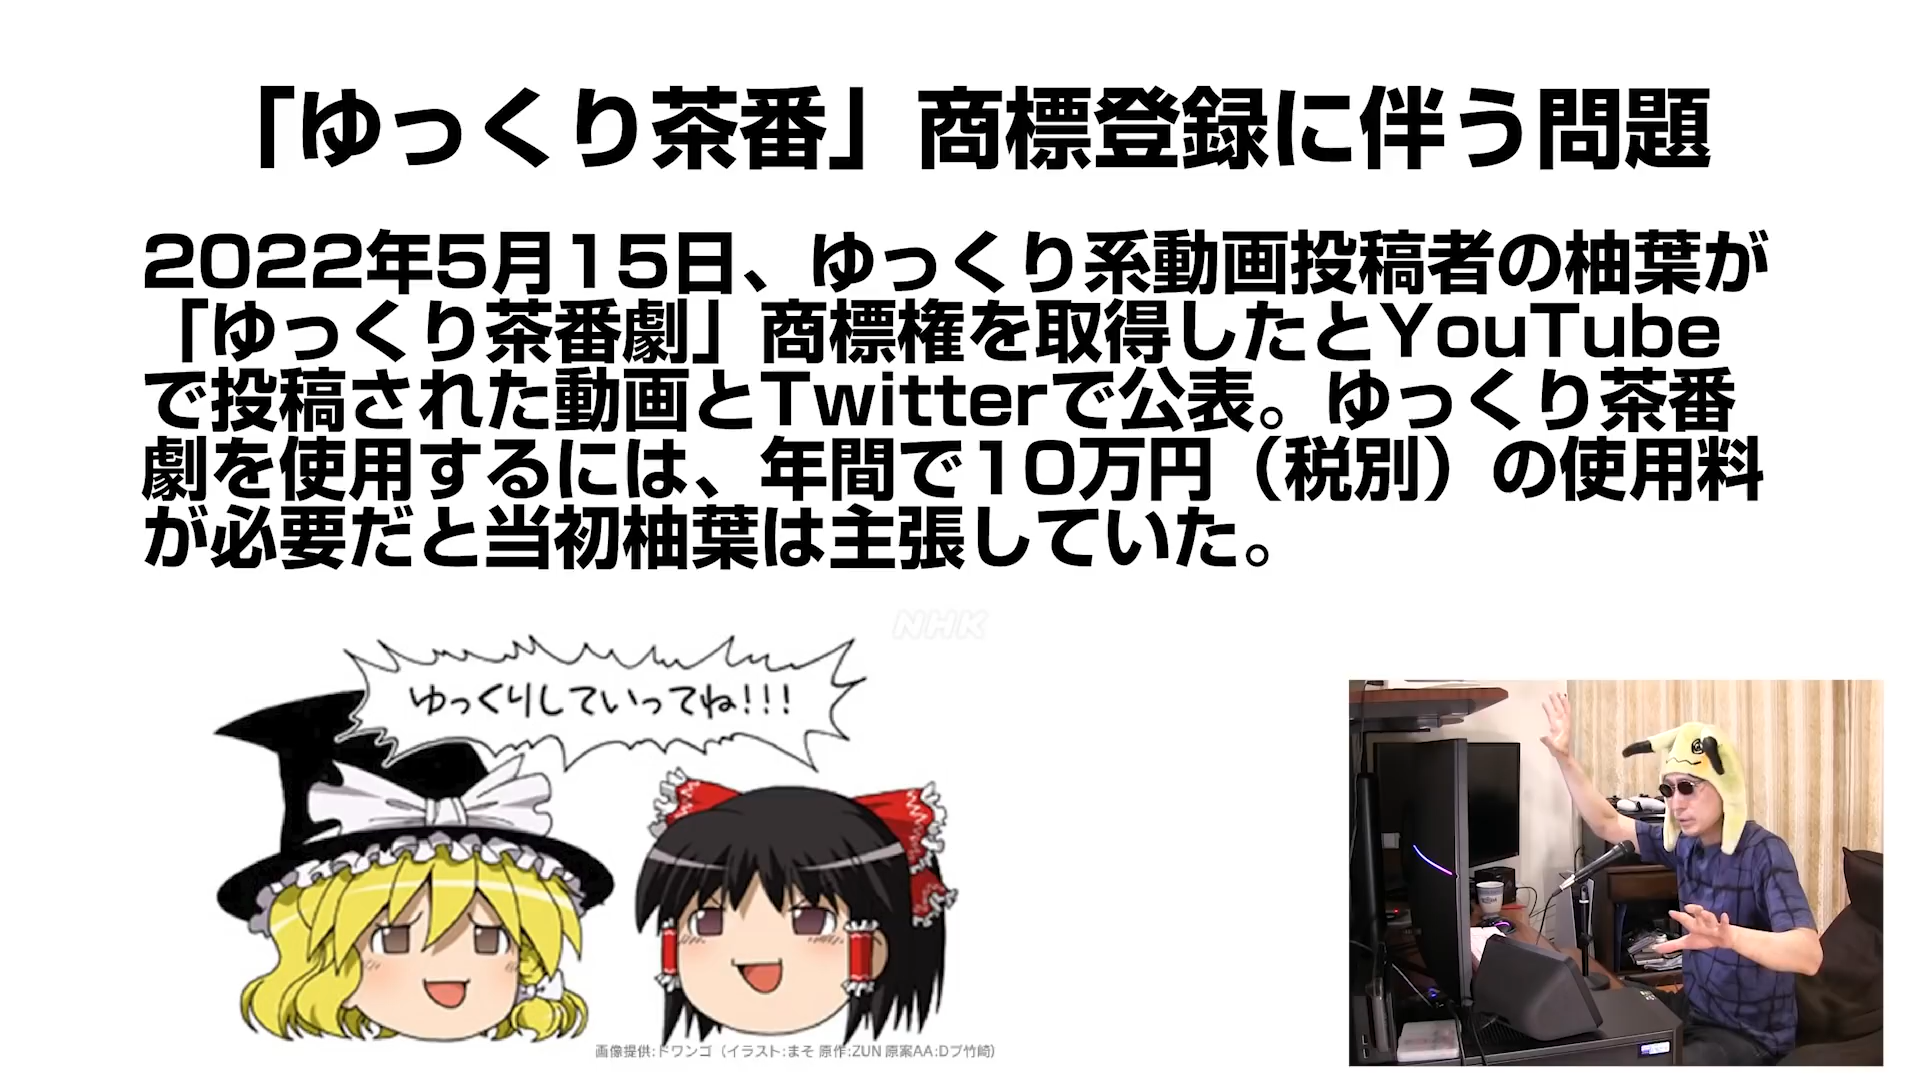 「ゆっくり茶番」商標登録に伴う問題
2022年5月15日、ゆっくり系動画投稿者の柚葉が
「ゆっくり茶番劇」商標権を取得したとYouTube
で投稿された動画とTwitterで公表。ゆっくり茶番
劇を使用するには、年間で10万円（税別）の使用料
が必要だと当初柚葉は主張していた。
NHK
ゆっくりしていってね!!!
画像提供:ドワンゴ（イラスト:まそ 原作:ZUN 原案AA:Dプ竹崎）